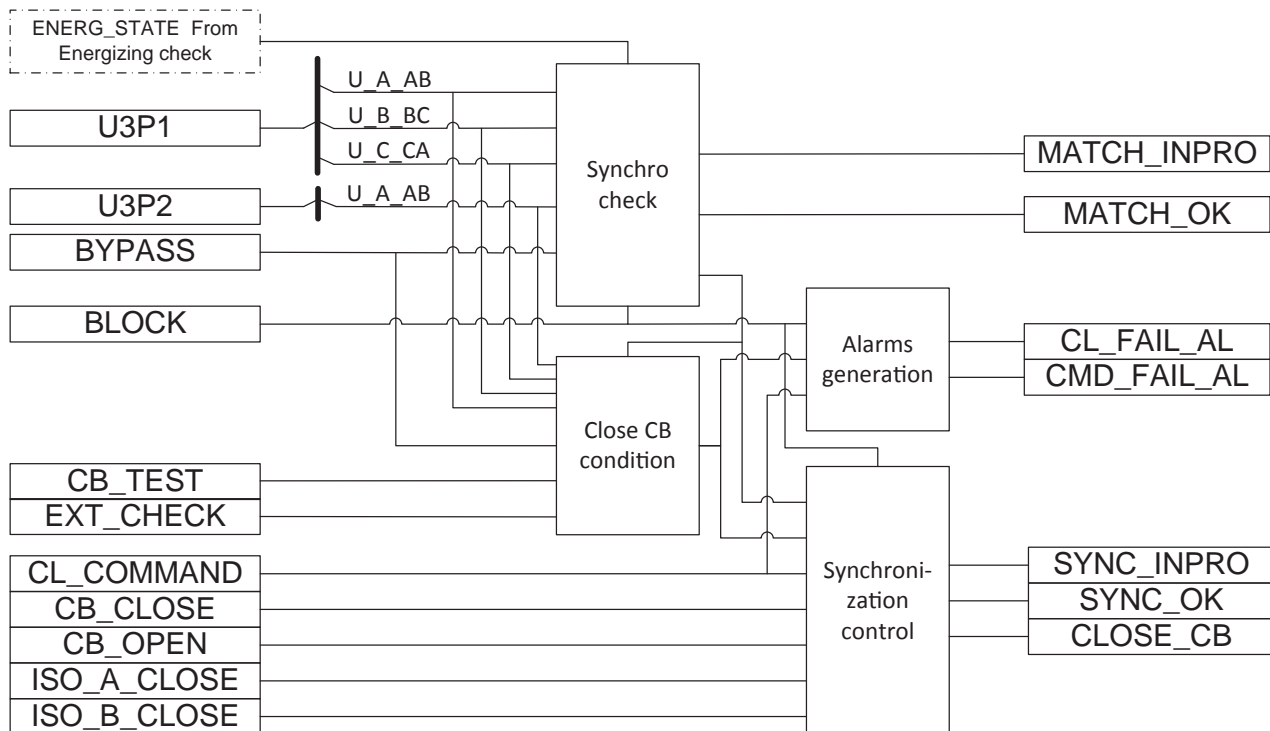 ENERG_STATE From
Energizing check
U3P1
U3P2
BYPASS
BLOCK
CB_TEST
EXT_CHECK
CL_COMMAND
CB_CLOSE
CB_OPEN
ISO_A_CLOSE
ISO_B_CLOSE
U_A_AB
U_B_BC
U_C_CA
U_A_AB
Synchro
check
Close CB
condition
Alarms
generation
Synchroni-
zation
control
MATCH_INPRO
MATCH_OK
CL_FAIL_AL
CMD_FAIL_AL
SYNC_INPRO
SYNC_OK
CLOSE_CB